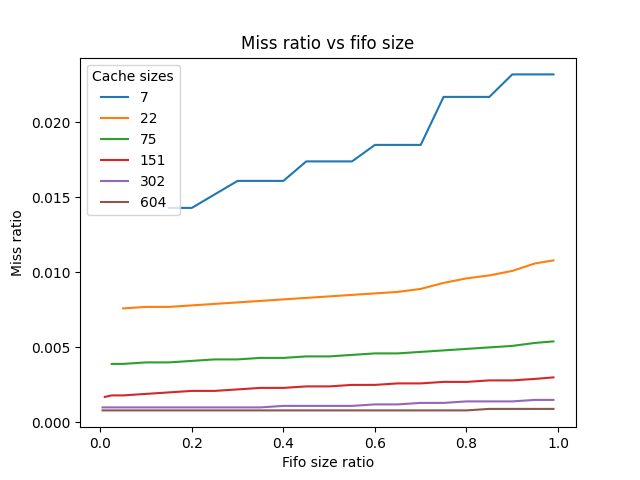 Miss ratio vs fifo size
Cache sizes
7
22
75
151
302
604
0.020
0.015
0.010
0.005
0.000
Miss ratio
0.0 0.2 0.4 0.6 0.8 1.0
Fifo size ratio